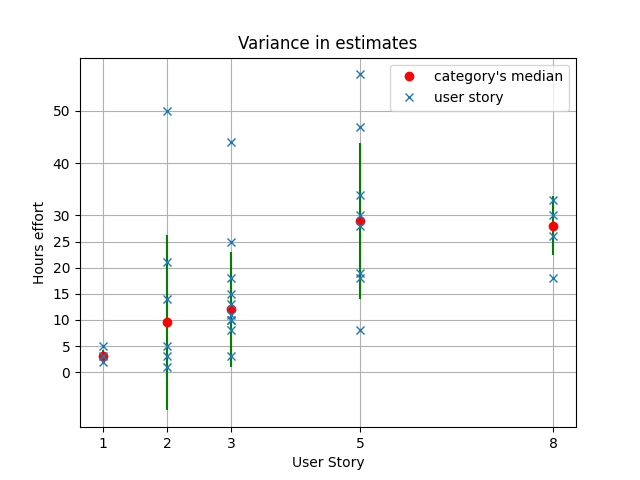 Variance in estimates
category's median
user story
50
40
30
25
20
15
10
5
0
Hours effort
1 2 3 5 8
User Story